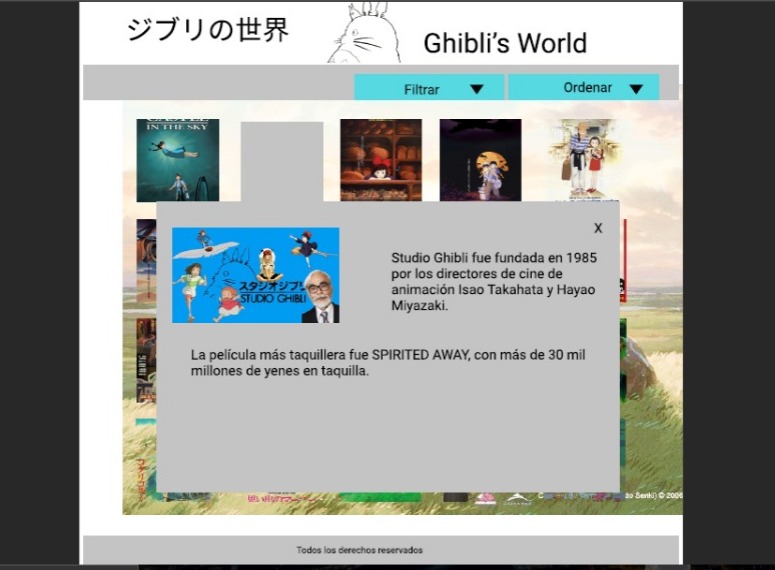 ジブリの世界
Ghibli’s World
Filtrar
Ordenar
IN THE SKY
X
スタジオジブリ
STUDIO GHIBLI
Studio Ghibli fue fundada en 1985
por los directores de cine de
animación Isao Takahata y Hayao
Miyazaki.
La película más taquillera fue SPIRITED AWAY, con más de 30 mil
millones de yenes en taquilla.
© 2006
Todos los derechos reservados